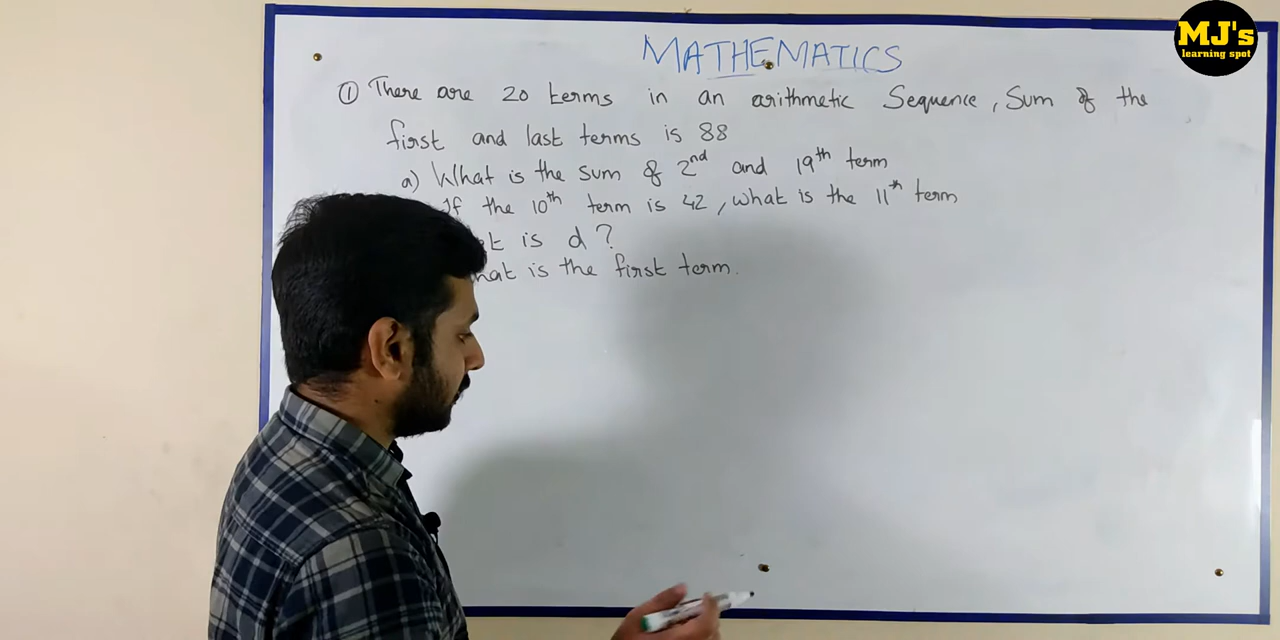 MJ's
learning spot
MATHEMATICS
① There are 20 terms in an arithmetic Sequence, Sum of the
first and last terms is 88
a) What is the sum of 2nd and 19th term
If the 10th term is 42, what is the 11th term
is d?
is the first term.